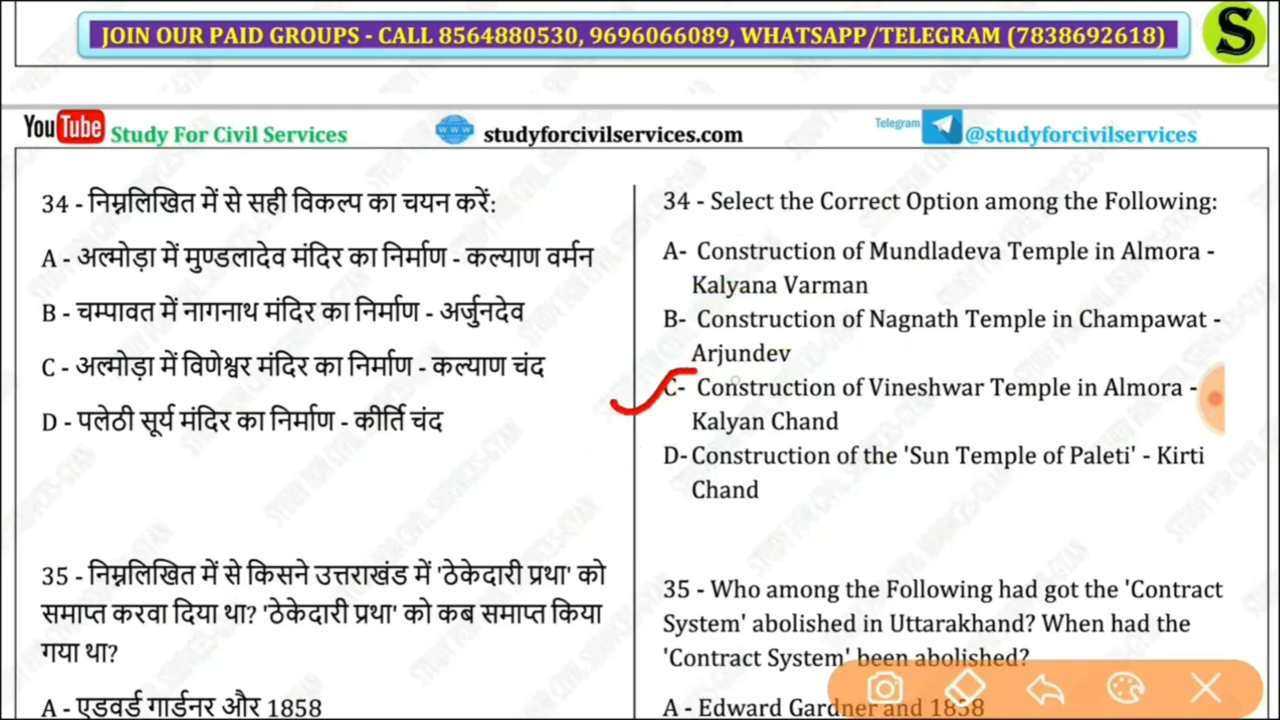 JOIN OUR PAID GROUPS - CALL 8564880530, 9696066089, WHATSAPP/TELEGRAM (7838692618)
S
YouTube Study For Civil Services
www studyforcivilservices.com
Telegram @studyforcivilservices
34 - निम्नलिखित में से सही विकल्प का चयन करें:
A - अल्मोड़ा में मुण्डलादेव मंदिर का निर्माण - कल्याण वर्मन
B - चम्पावत में नागनाथ मंदिर का निर्माण - अर्जुनदेव
C - अल्मोड़ा में विणेश्वर मंदिर का निर्माण - कल्याण चंद
D - पलेठी सूर्य मंदिर का निर्माण - कीर्ति चंद
35 - निम्नलिखित में से किसने उत्तराखंड में 'ठेकेदारी प्रथा' को
समाप्त करवा दिया था? 'ठेकेदारी प्रथा' को कब समाप्त किया
गया था?
A - एडवर्ड गार्डनर और 1858
34 - Select the Correct Option among the Following:
A- Construction of Mundladeva Temple in Almora -
Kalyana Varman
B- Construction of Nagnath Temple in Champawat -
Arjundev
C- Construction of Vineshwar Temple in Almora -
Kalyan Chand
D- Construction of the 'Sun Temple of Paleti' - Kirti
Chand
35 - Who among the Following had got the 'Contract
System' abolished in Uttarakhand? When had the
'Contract System' been abolished?
A - Edward Gardner and 1858